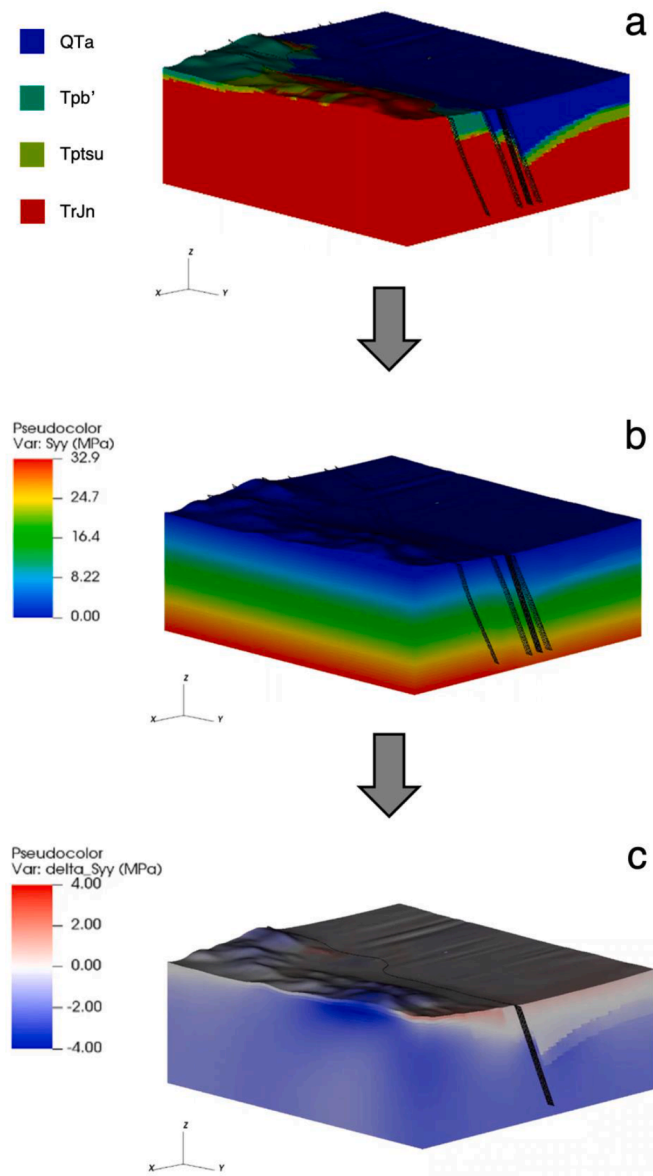 a
QTa
Tpb'
Tptsu
TrJn
Z
X
Y
b
Pseudocolor
Var: Syy (MPa)
32.9
24.7
16.4
8.22
0.00
Z
X
Y
c
Pseudocolor
Var: delta_Syy (MPa)
4.00
2.00
0.00
-2.00
-4.00
Z
X
Y